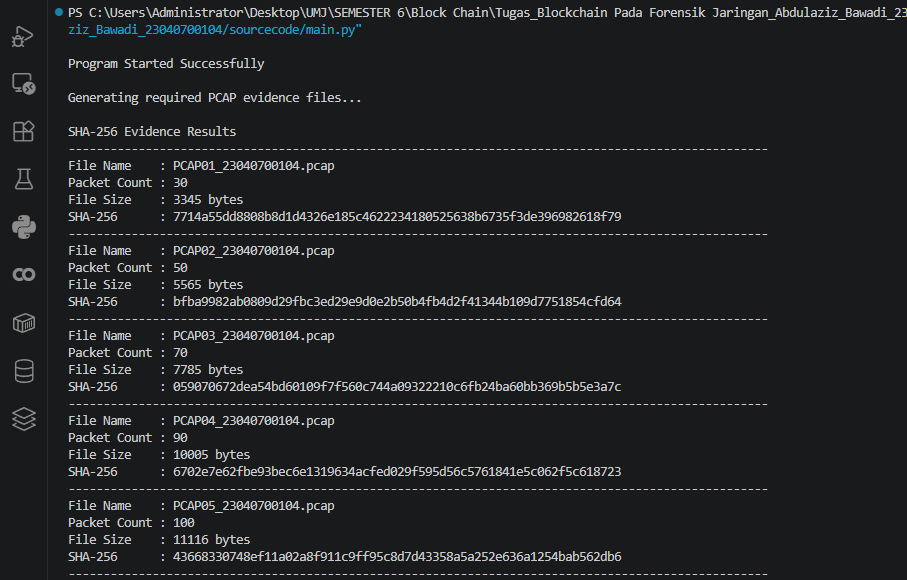 PS C:\Users\Administrator\Desktop\UMJ\SEMESTER 6\Block Chain\Tugas_Blockchain Pada Forensik Jaringan_Abdulaziz_Bawadi_23
ziz_Bawadi_23040700104/sourcecode/main.py"
Program Started Successfully
Generating required PCAP evidence files...
SHA-256 Evidence Results
--------------------------------------------------------------------------------------------
File Name    : PCAP01_23040700104.pcap
Packet Count : 30
File Size    : 3345 bytes
SHA-256      : 7714a55dd8808b8d1d4326e185c4622234180525638b6735f3de396982618f79
--------------------------------------------------------------------------------------------
File Name    : PCAP02_23040700104.pcap
Packet Count : 50
File Size    : 5565 bytes
SHA-256      : bfba9982ab0809d29fbc3ed29e9d0e2b50b4fb4d2f41344b109d7751854cfd64
--------------------------------------------------------------------------------------------
File Name    : PCAP03_23040700104.pcap
Packet Count : 70
File Size    : 7785 bytes
SHA-256      : 059070672dea54bd60109f7f560c744a09322210c6fb24ba60bb369b5b5e3a7c
--------------------------------------------------------------------------------------------
File Name    : PCAP04_23040700104.pcap
Packet Count : 90
File Size    : 10005 bytes
SHA-256      : 6702e7e62fbe93bec6e1319634acfed029f595d56c5761841e5c062f5c618723
--------------------------------------------------------------------------------------------
File Name    : PCAP05_23040700104.pcap
Packet Count : 100
File Size    : 11116 bytes
SHA-256      : 43668330748ef11a02a8f911c9ff95c8d7d43358a5a252e636a1254bab562db6
--------------------------------------------------------------------------------------------